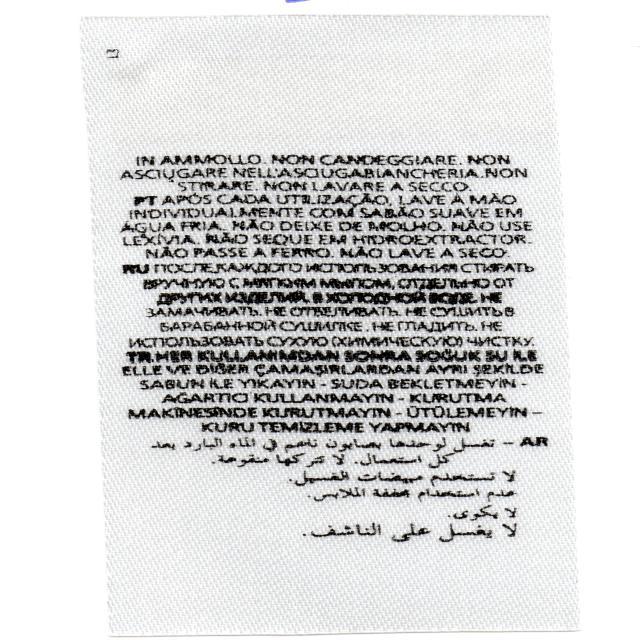 13
IN AMMOLLO. NON CANDEGGIARE. NON
ASCIUGARE NELL'ASCIUGABIANCHERIA. NON
STIRARE. NON LAVARE A SECCO.
PT APÓS CADA UTILIZAÇÃO, LAVE A MÃO
INDIVIDUALMENTE COM SABÃO SUAVE EM
ÁGUA FRIA. NÃO DEIXE DE MOLHO. NÃO USE
LEXÍVIA. NÃO SEQUE EM HIDROEXTRACTOR.
NÃO PASSE A FERRO. NÃO LAVE A SECO.
RU ПОСЛЕ КАЖДОГО ИСПОЛЬЗОВАНИЯ СТИРАТЬ
ВРУЧНУЮ С МЯГКИМ МЫЛОМ, ОТДЕЛЬНО ОТ
ДРУГИХ ИЗДЕЛИЙ, В ХОЛОДНОЙ ВОДЕ. НЕ
ЗАМАЧИВАТЬ. НЕ ОТБЕЛИВАТЬ. НЕ СУШИТЬ В
БАРАБАННОЙ СУШИЛКЕ. НЕ ГЛАДИТЬ. НЕ
ИСПОЛЬЗОВАТЬ СУХУЮ (ХИМИЧЕСКУЮ) ЧИСТКУ.
TR HER KULLANIMDAN SONRA SOĞUK SU ILE
ELLE VE DİĞER ÇAMAŞIRLARDAN AYRI ŞEKİLDE
SABUN ILE YIKAYIN - SUDA BEKLETMEYİN -
AĞARTICI KULLANMAYIN - KURUTMA
MAKİNESİNDE KURUTMAYIN - ÜTÜLEMEYİN –
KURU TEMIZLEME YAPMAYIN
AR – تغسل لوحدها بصابون ناعم في الماء البارد بعد
كل استعمال. لا تتركها منقوعة.
لا تستخدم مبيضات الغسيل.
عدم استخدام مجففة الملابس.
لا يكوى.
لا يغسل على الناشف.